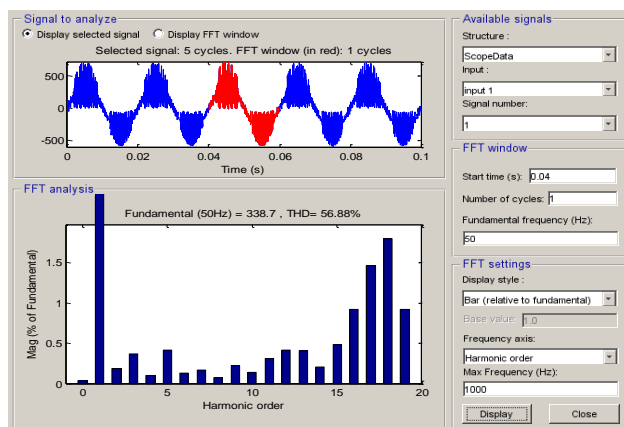 Signal to analyze
Display selected signal Display FFT window
Selected signal: 5 cycles. FFT window (in red): 1 cycles
500
0
-500
0 0.02 0.04 0.06 0.08 0.1
Time (s)
FFT analysis
Fundamental (50Hz) = 338.7 , THD= 56.88%
Mag (% of Fundamental)
1.5
1
0.5
0
0 5 10 15 20
Harmonic order
Available signals
Structure :
ScopeData
Input :
input 1
Signal number:
1
FFT window
Start time (s): 0.04
Number of cycles: 1
Fundamental frequency (Hz):
50
FFT settings
Display style :
Bar (relative to fundamental)
Base value: 1.0
Frequency axis:
Harmonic order
Max Frequency (Hz):
1000
Display Close